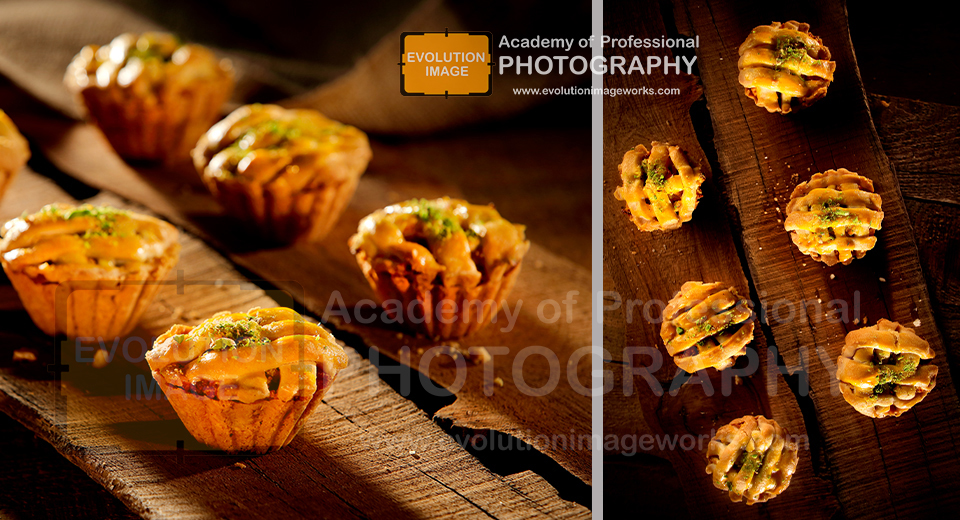 EVOLUTION
IMAGE
Academy of Professional
PHOTOGRAPHY
www.evolutionimageworks.com
EVOLUTION
IMAGE
Academy of Professional
PHOTOGRAPHY
www.evolutionimageworks.com